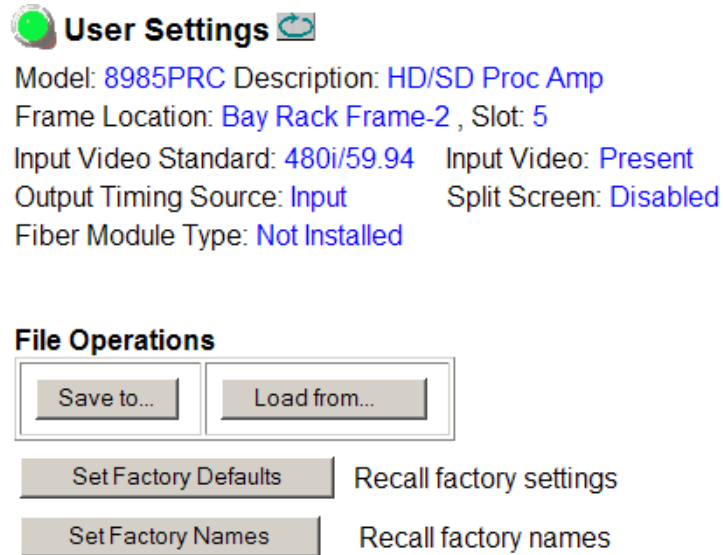 User Settings
Model: 8985PRC Description: HD/SD Proc Amp
Frame Location: Bay Rack Frame-2 , Slot: 5
Input Video Standard: 480i/59.94 Input Video: Present
Output Timing Source: Input Split Screen: Disabled
Fiber Module Type: Not Installed
File Operations
Save to... Load from...
Set Factory Defaults Recall factory settings
Set Factory Names Recall factory names